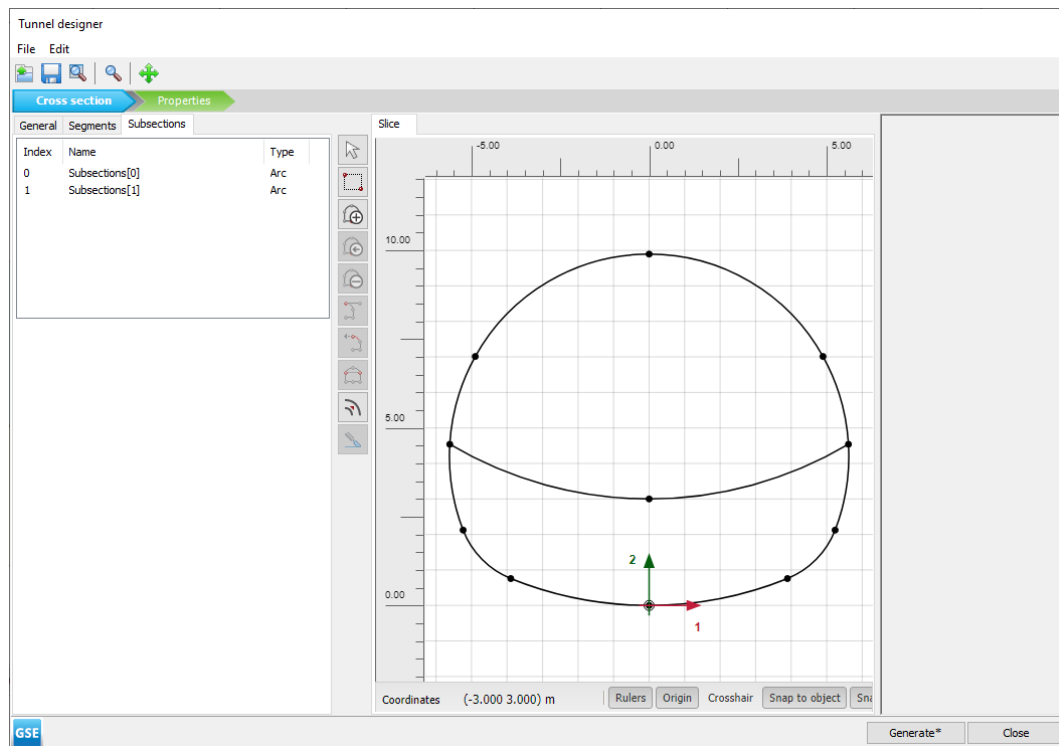 Tunnel designer
File Edit
Cross section Properties
General Segments Subsections
Index Name Type
0 Subsections[0] Arc
1 Subsections[1] Arc
Slice
-5.00 0.00 5.00
10.00
5.00
0.00
2
1
Coordinates (-3.000 3.000) m Rulers Origin Crosshair Snap to object Sna
GSE Generate* Close